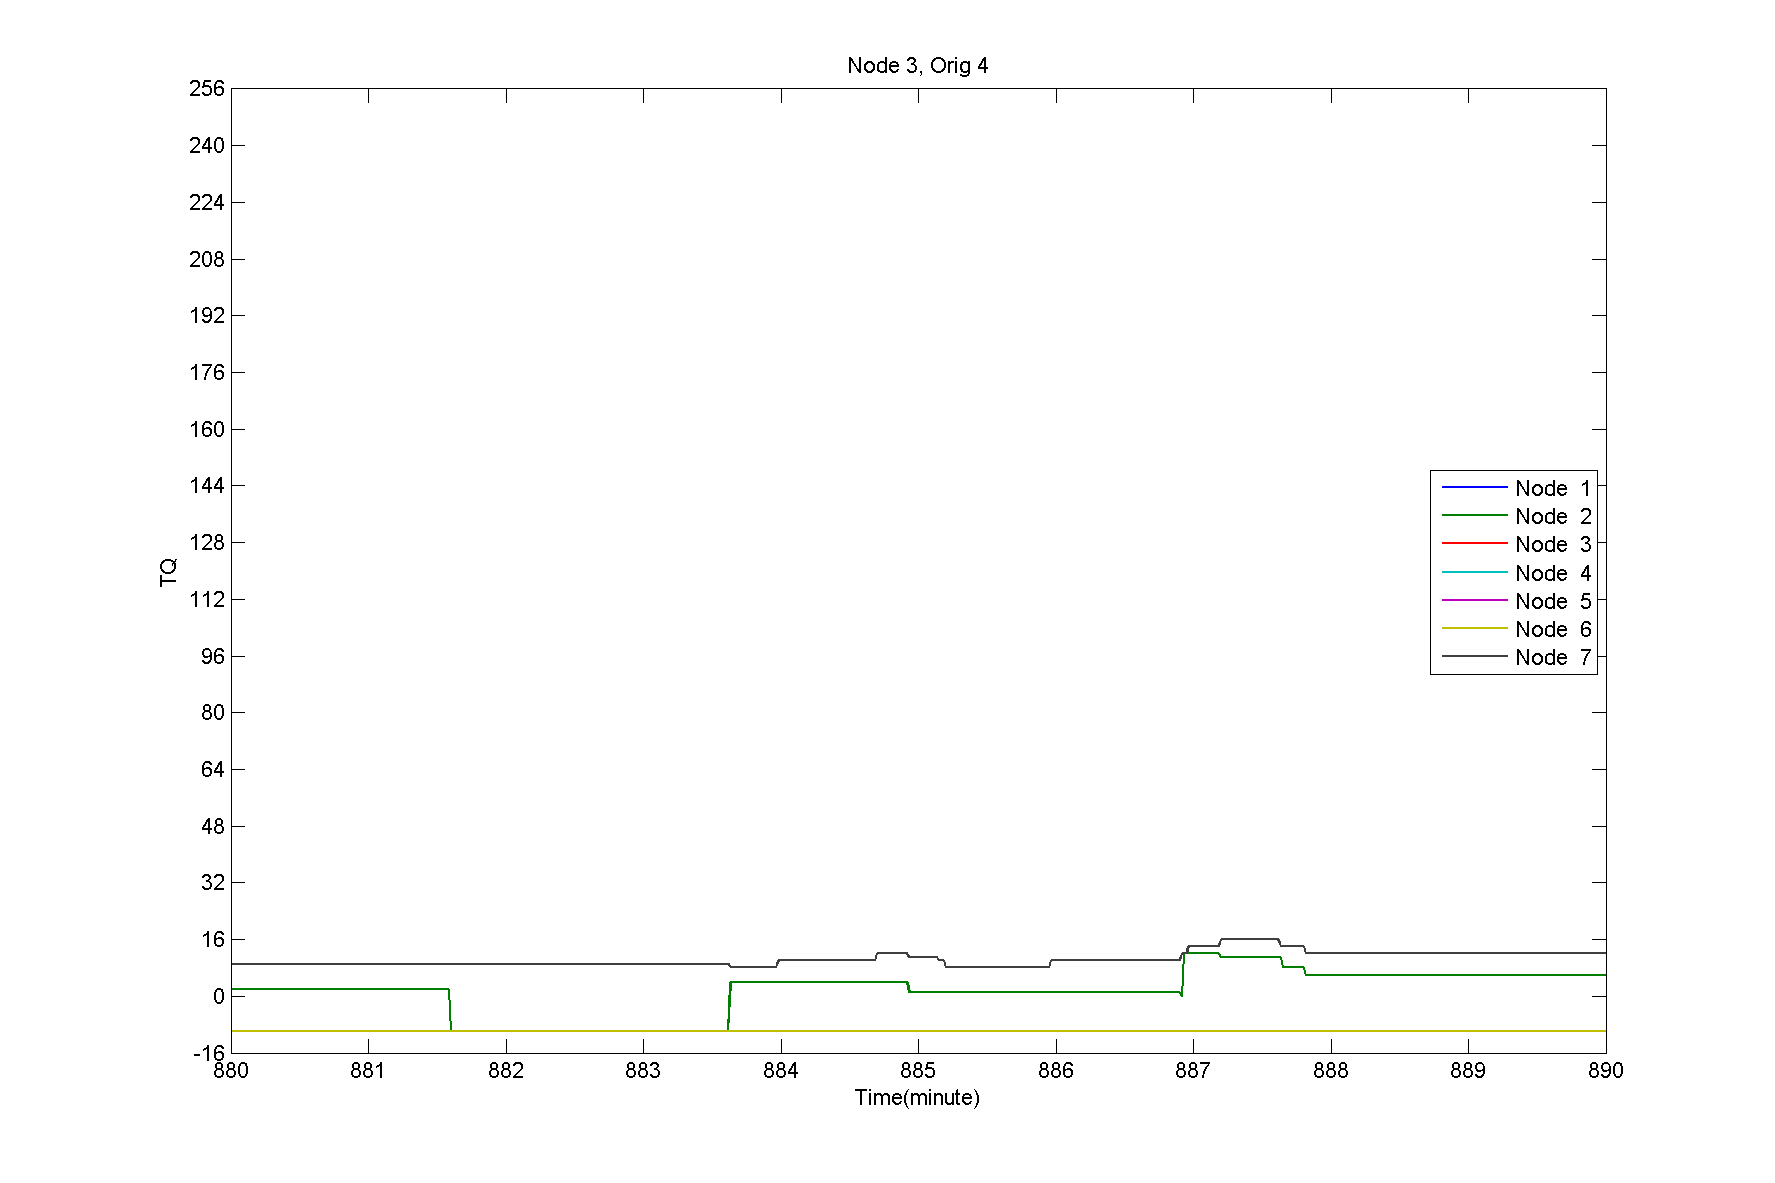 Node 3, Orig 4
256
240
224
208
192
176
160
144
128
112
96
80
64
48
32
16
0
-16
TQ
Node 1
Node 2
Node 3
Node 4
Node 5
Node 6
Node 7
880 881 882 883 884 885 886 887 888 889 890
Time(minute)